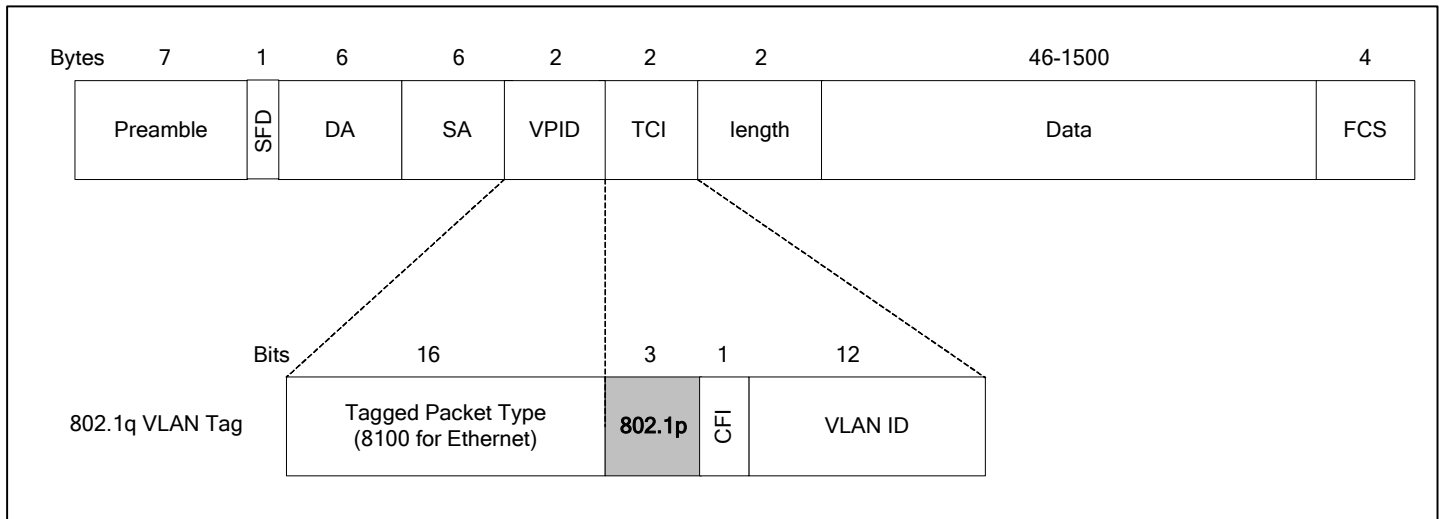 Bytes 7 1 6 6 2 2 2 46-1500 4
Preamble SFD DA SA VPID TCI length Data FCS
Bits 16 3 1 12
802.1q VLAN Tag
Tagged Packet Type
(8100 for Ethernet)
802.1p CFI VLAN ID